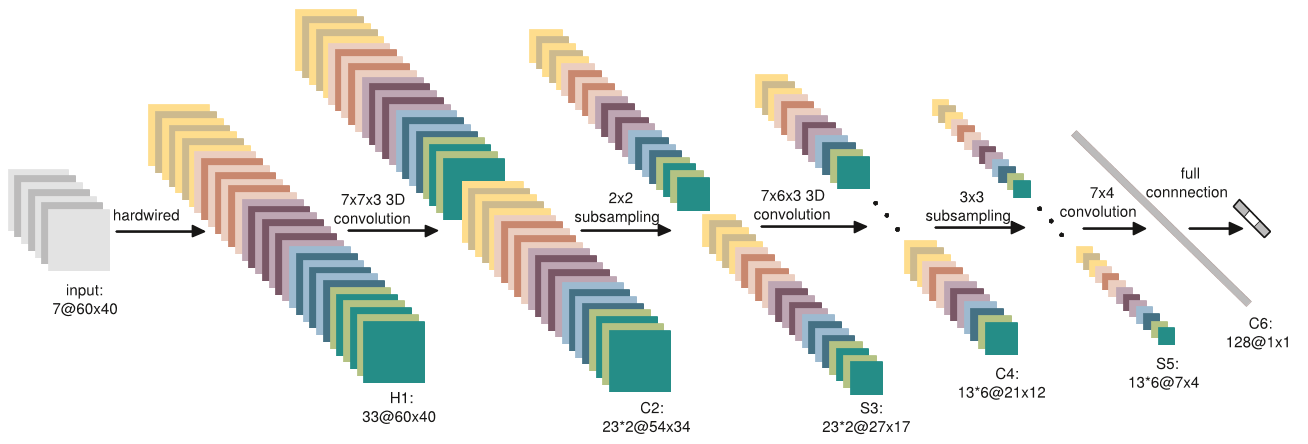 hardwired
7x7x3 3D
convolution
2x2
subsampling
7x6x3 3D
convolution
3x3
subsampling
7x4
convolution
full
connnection
input:
7@60x40
H1:
33@60x40
C2:
23*2@54x34
S3:
23*2@27x17
C4:
13*6@21x12
S5:
13*6@7x4
C6:
128@1x1